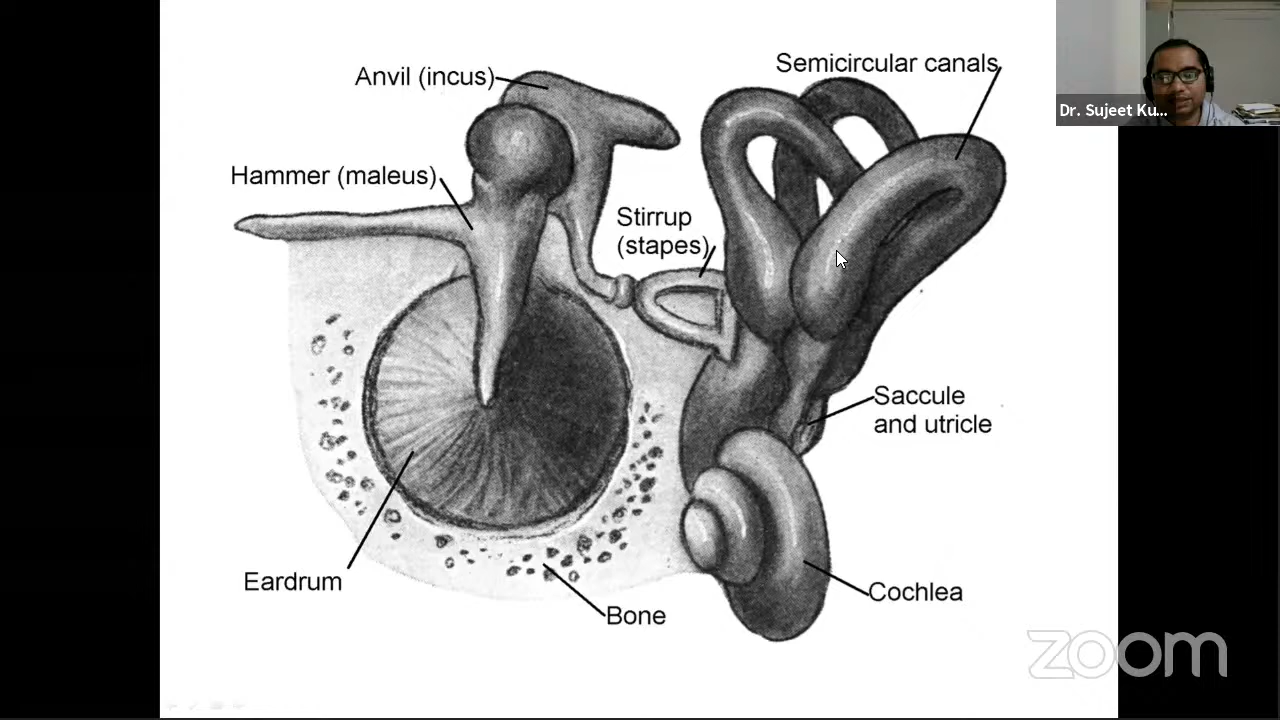 Semicircular canals
Anvil (incus)
Dr. Sujeet Ku...
Hammer (maleus)
Stirrup
(stapes)
Saccule
and utricle
Eardrum
Cochlea
Bone
zoom